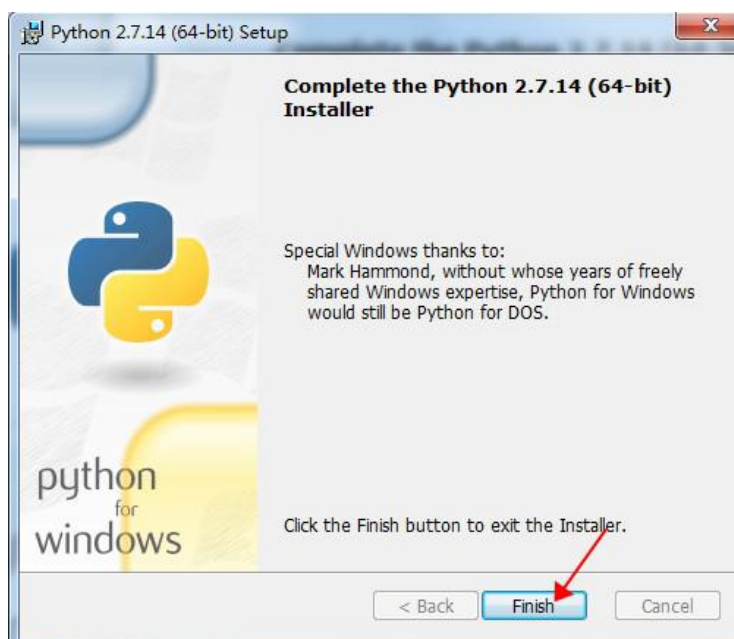 Python 2.7.14 (64-bit) Setup
Complete the Python 2.7.14 (64-bit)
Installer
Special Windows thanks to:
Mark Hammond, without whose years of freely
shared Windows expertise, Python for Windows
would still be Python for DOS.
python
for
windows
Click the Finish button to exit the Installer.
< Back
Finish
Cancel